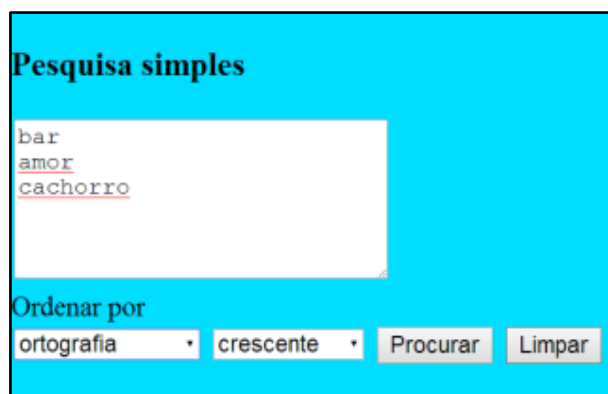 Pesquisa simples
bar
amor
cachorro
Ordenar por
ortografia crescente Procurar Limpar